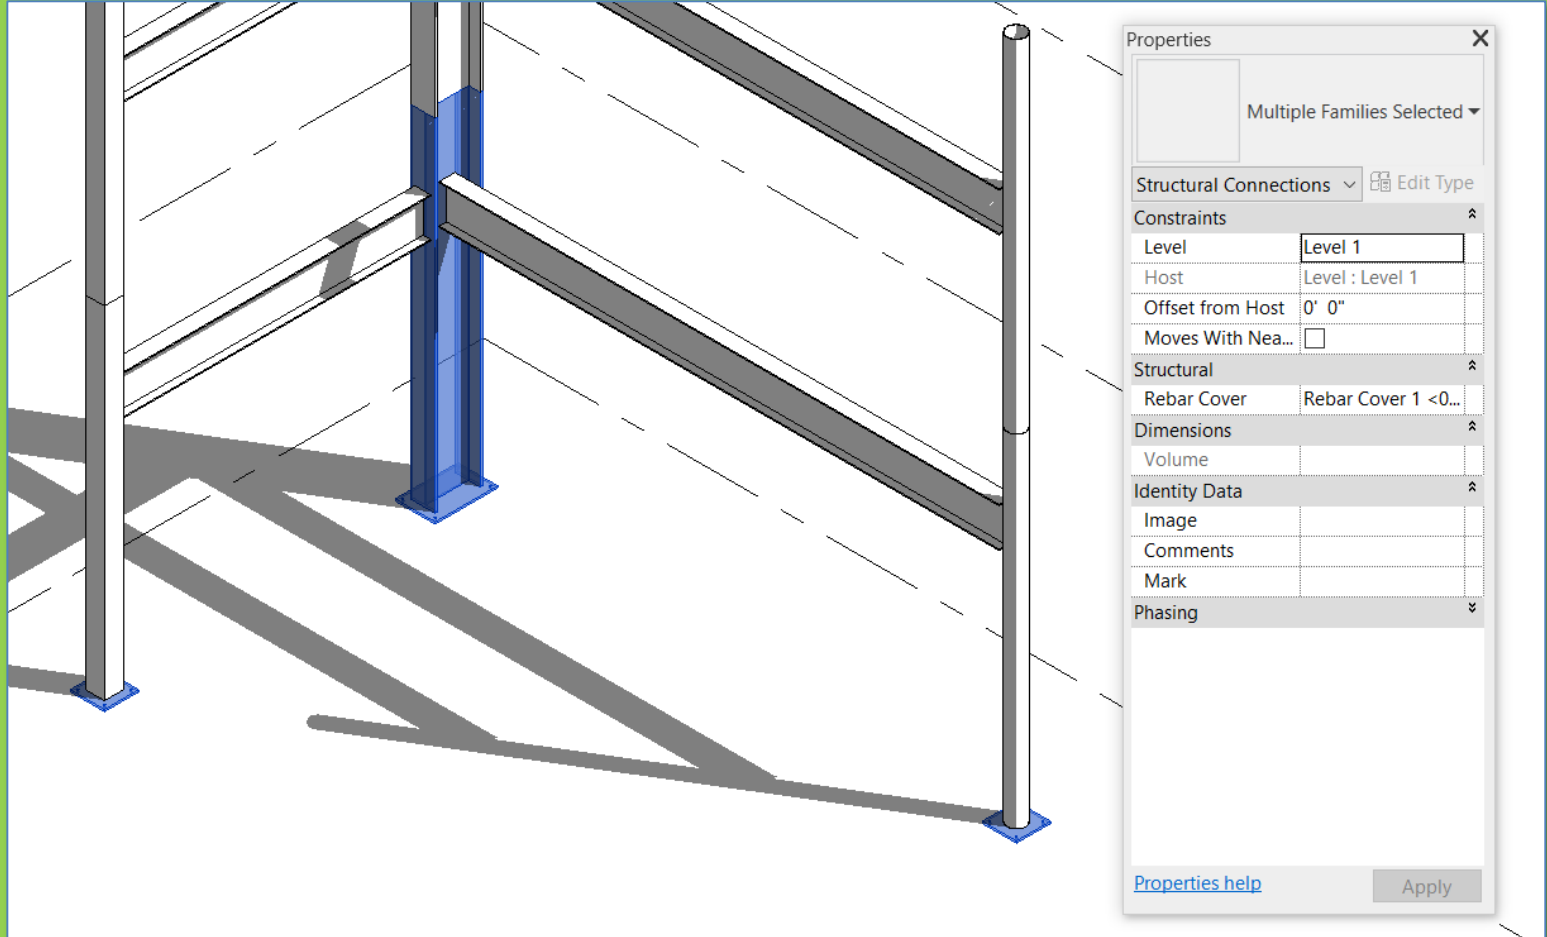 Properties
Multiple Families Selected
Structural Connections Edit Type
Constraints
Level Level 1
Host Level : Level 1
Offset from Host 0' 0"
Moves With Nea...
Structural
Rebar Cover Rebar Cover 1 <0...
Dimensions
Volume
Identity Data
Image
Comments
Mark
Phasing
Properties help Apply